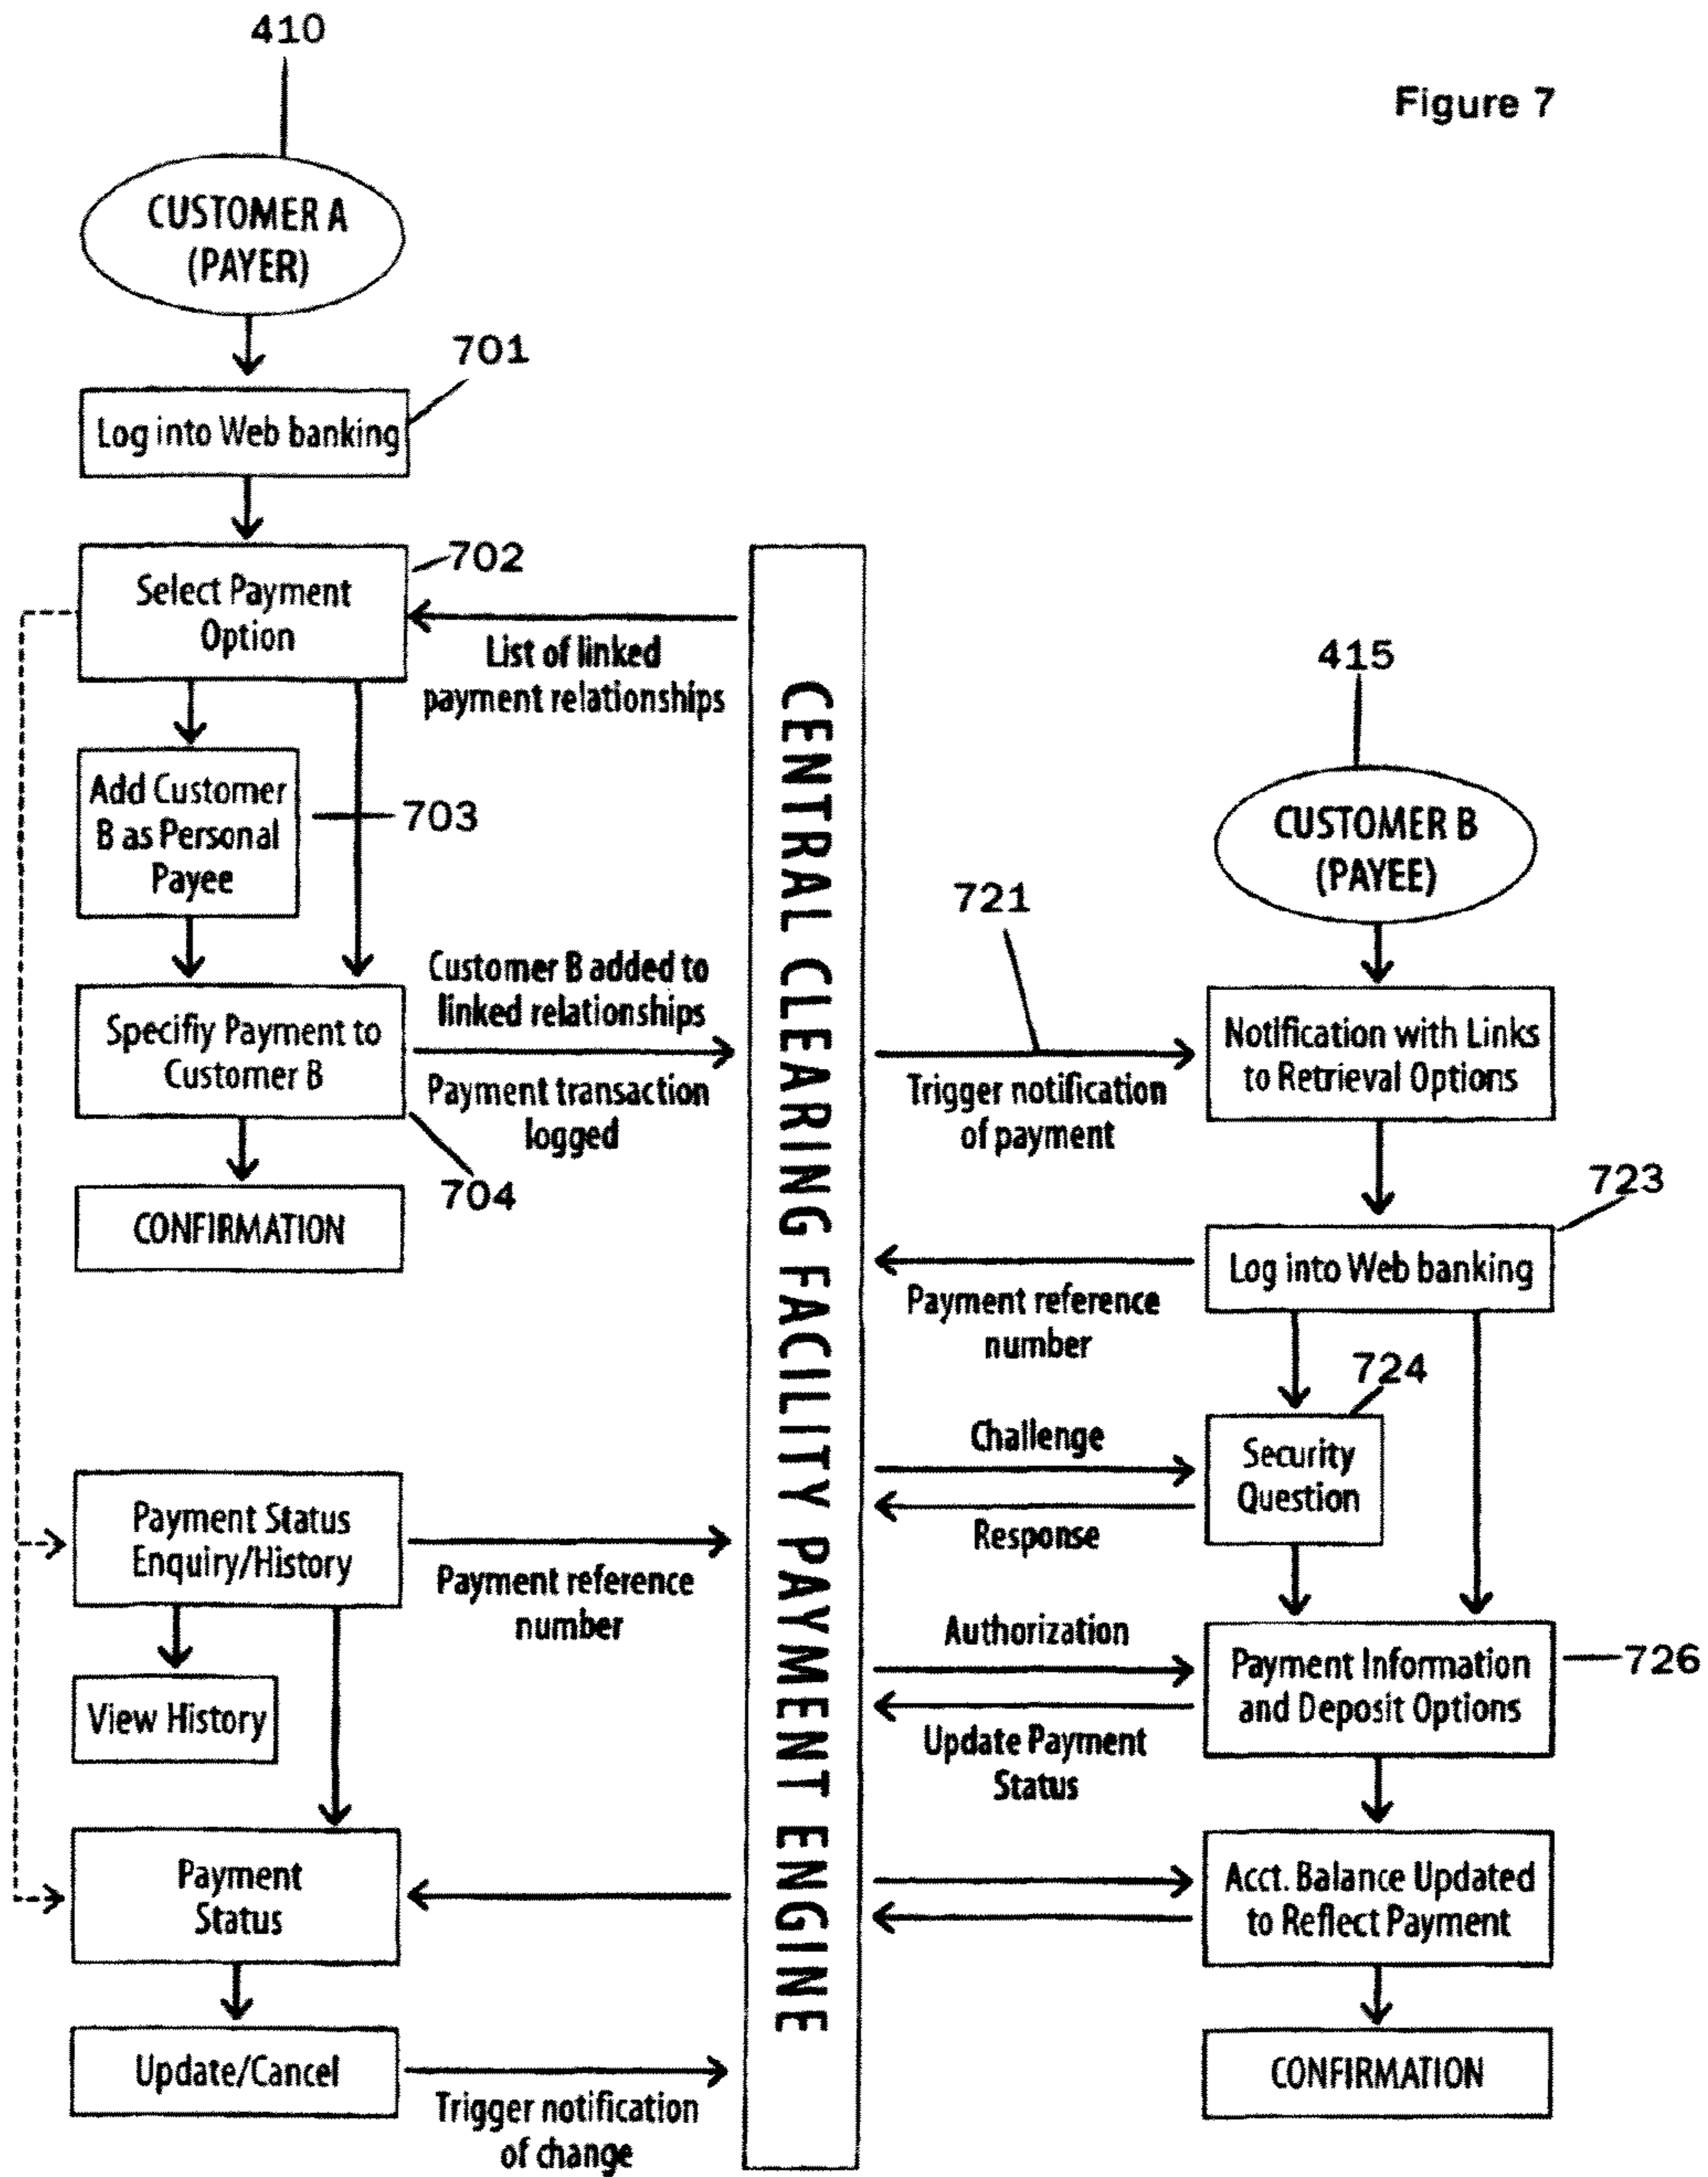 410
Figure 7
CUSTOMER A
(PAYER)
701
Log into Web banking
702
Select Payment
Option
List of linked
payment relationships
Add Customer
B as Personal
Payee
703
Customer B added to
linked relationships
Specifiy Payment to
Customer B
Payment transaction
logged
704
CONFIRMATION
Payment Status
Enquiry/History
Payment reference
number
View History
Payment
Status
Update/Cancel
Trigger notification
of change
CENTRAL CLEARING FACILITY PAYMENT ENGINE
415
CUSTOMER B
(PAYEE)
721
Trigger notification
of payment
Notification with Links
to Retrieval Options
723
Log into Web banking
Payment reference
number
724
Challenge
Security
Question
Response
Authorization
Payment Information
and Deposit Options
726
Update Payment
Status
Acct. Balance Updated
to Reflect Payment
CONFIRMATION